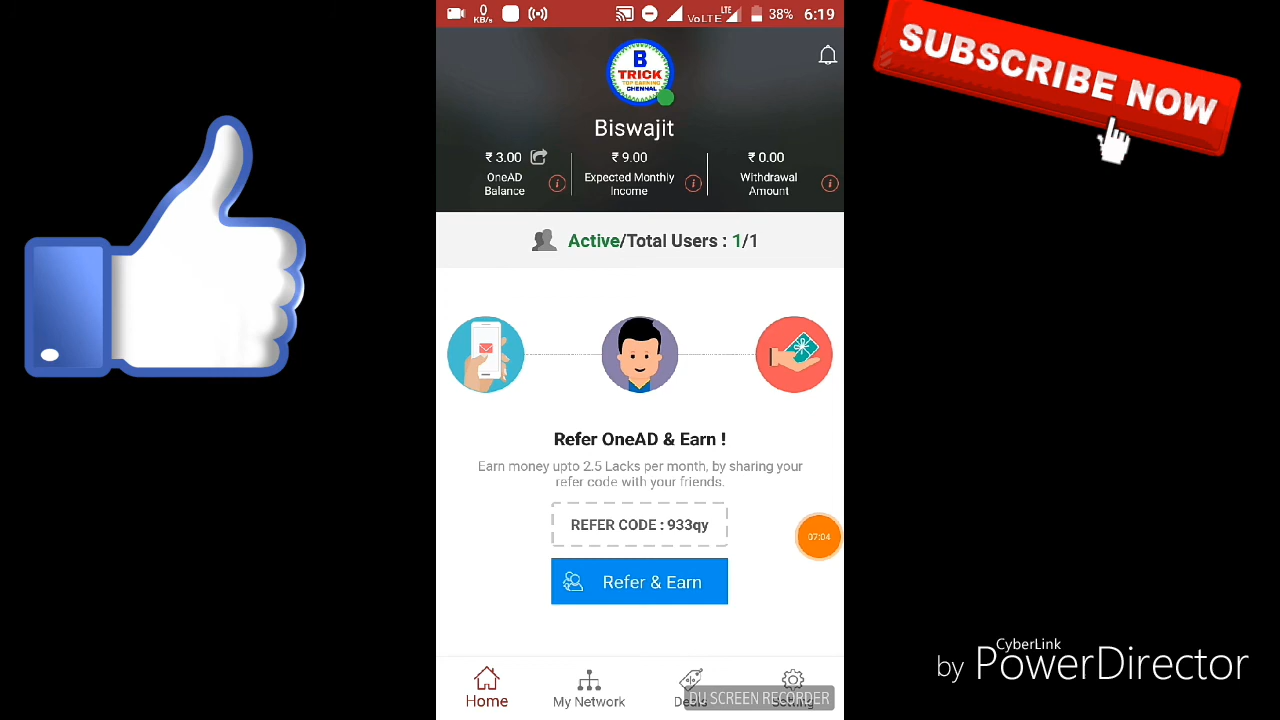 0
KB/s
VoLTE LTE 38% 6:19
SUBSCRIBE NOW
B
TRICK
TOP EARNING
CHENNAL
Biswajit
₹ 3.00 ₹ 9.00 ₹ 0.00
OneAD Balance
Expected Monthly Income
Withdrawal Amount
Active/Total Users : 1/1
Refer OneAD & Earn !
Earn money upto 2.5 Lacks per month, by sharing your
refer code with your friends.
REFER CODE : 933qy
07:04
Refer & Earn
CyberLink
by PowerDirector
Home My Network
DU SCREEN RECORDER